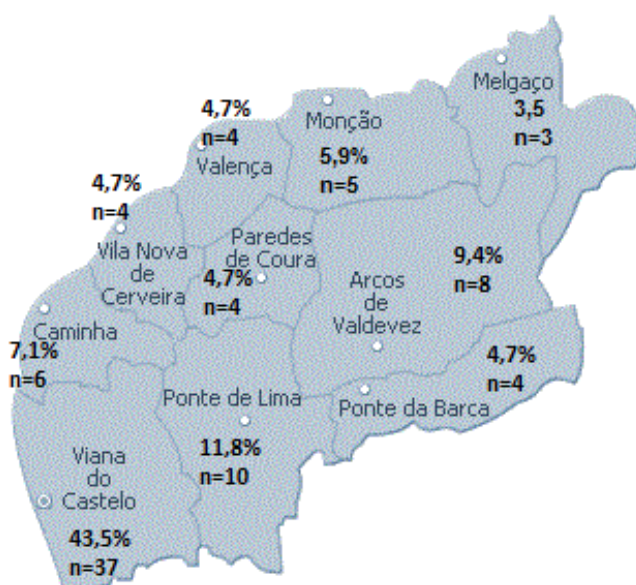 Melgaço
3,5
n=3
4,7%
n=4
Valença
Monção
5,9%
n=5
4,7%
n=4
Vila Nova
de
Cerveira
Paredes
de Coura
4,7%
n=4
9,4%
n=8
Arcos
de
Valdevez
Caminha
7,1%
n=6
4,7%
n=4
Ponte da Barca
Ponte de Lima
11,8%
n=10
Viana
do
Castelo
43,5%
n=37